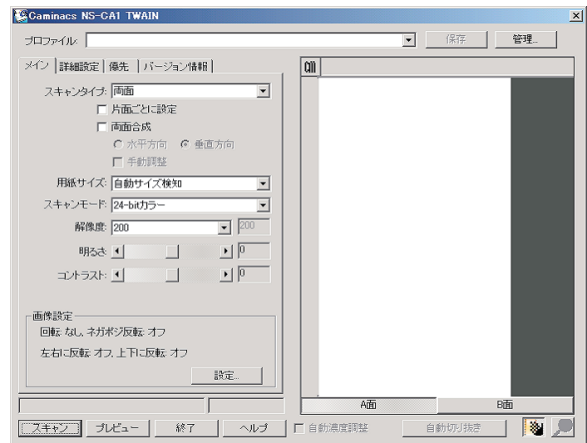 Caminacs NS-CA1 TWAIN
プロファイル:
保存
管理...
メイン 詳細設定 優先 バージョン情報
スキャンタイプ: 両面
片面ごとに設定
両面合成
水平方向 垂直方向
手動調整
用紙サイズ: 自動サイズ検知
スキャンモード: 24-bitカラー
解像度: 200 200
明るさ: 0
コントラスト: 0
画像設定
回転: なし, ネガポジ反転: オフ
左右に反転: オフ, 上下に反転: オフ
設定...
A面 B面
スキャン プレビュー 終了 ヘルプ 自動濃度調整 自動切り抜き